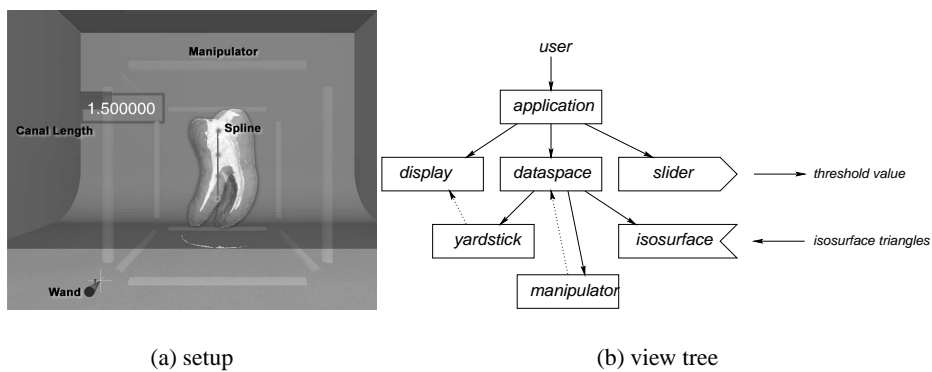 Manipulator
1.500000
Canal Length
Spline
Wand
(a) setup
user
application
display
dataspace
slider
threshold value
yardstick
isosurface
isosurface triangles
manipulator
(b) view tree